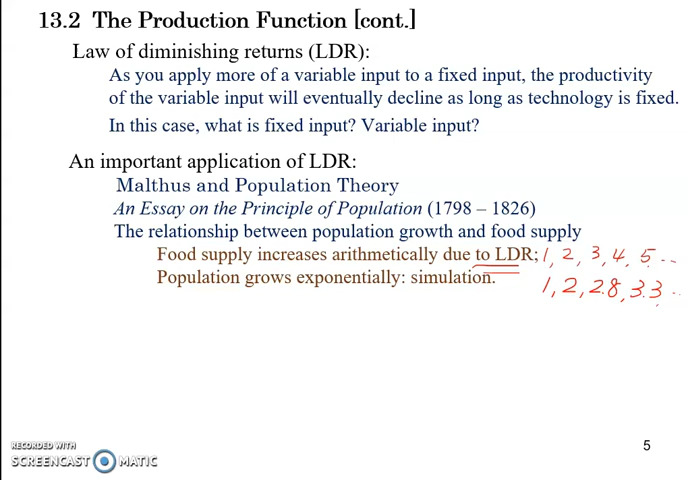 13.2 The Production Function [cont.]
Law of diminishing returns (LDR):
As you apply more of a variable input to a fixed input, the productivity
of the variable input will eventually decline as long as technology is fixed.
In this case, what is fixed input? Variable input?
An important application of LDR:
Malthus and Population Theory
An Essay on the Principle of Population (1798 – 1826)
The relationship between population growth and food supply
Food supply increases arithmetically due to LDR; 1, 2, 3, 4, 5. ..
Population grows exponentially: simulation. 1, 2, 2.8, 3.3 ..
RECORDED WITH
SCREENCAST MATIC
5